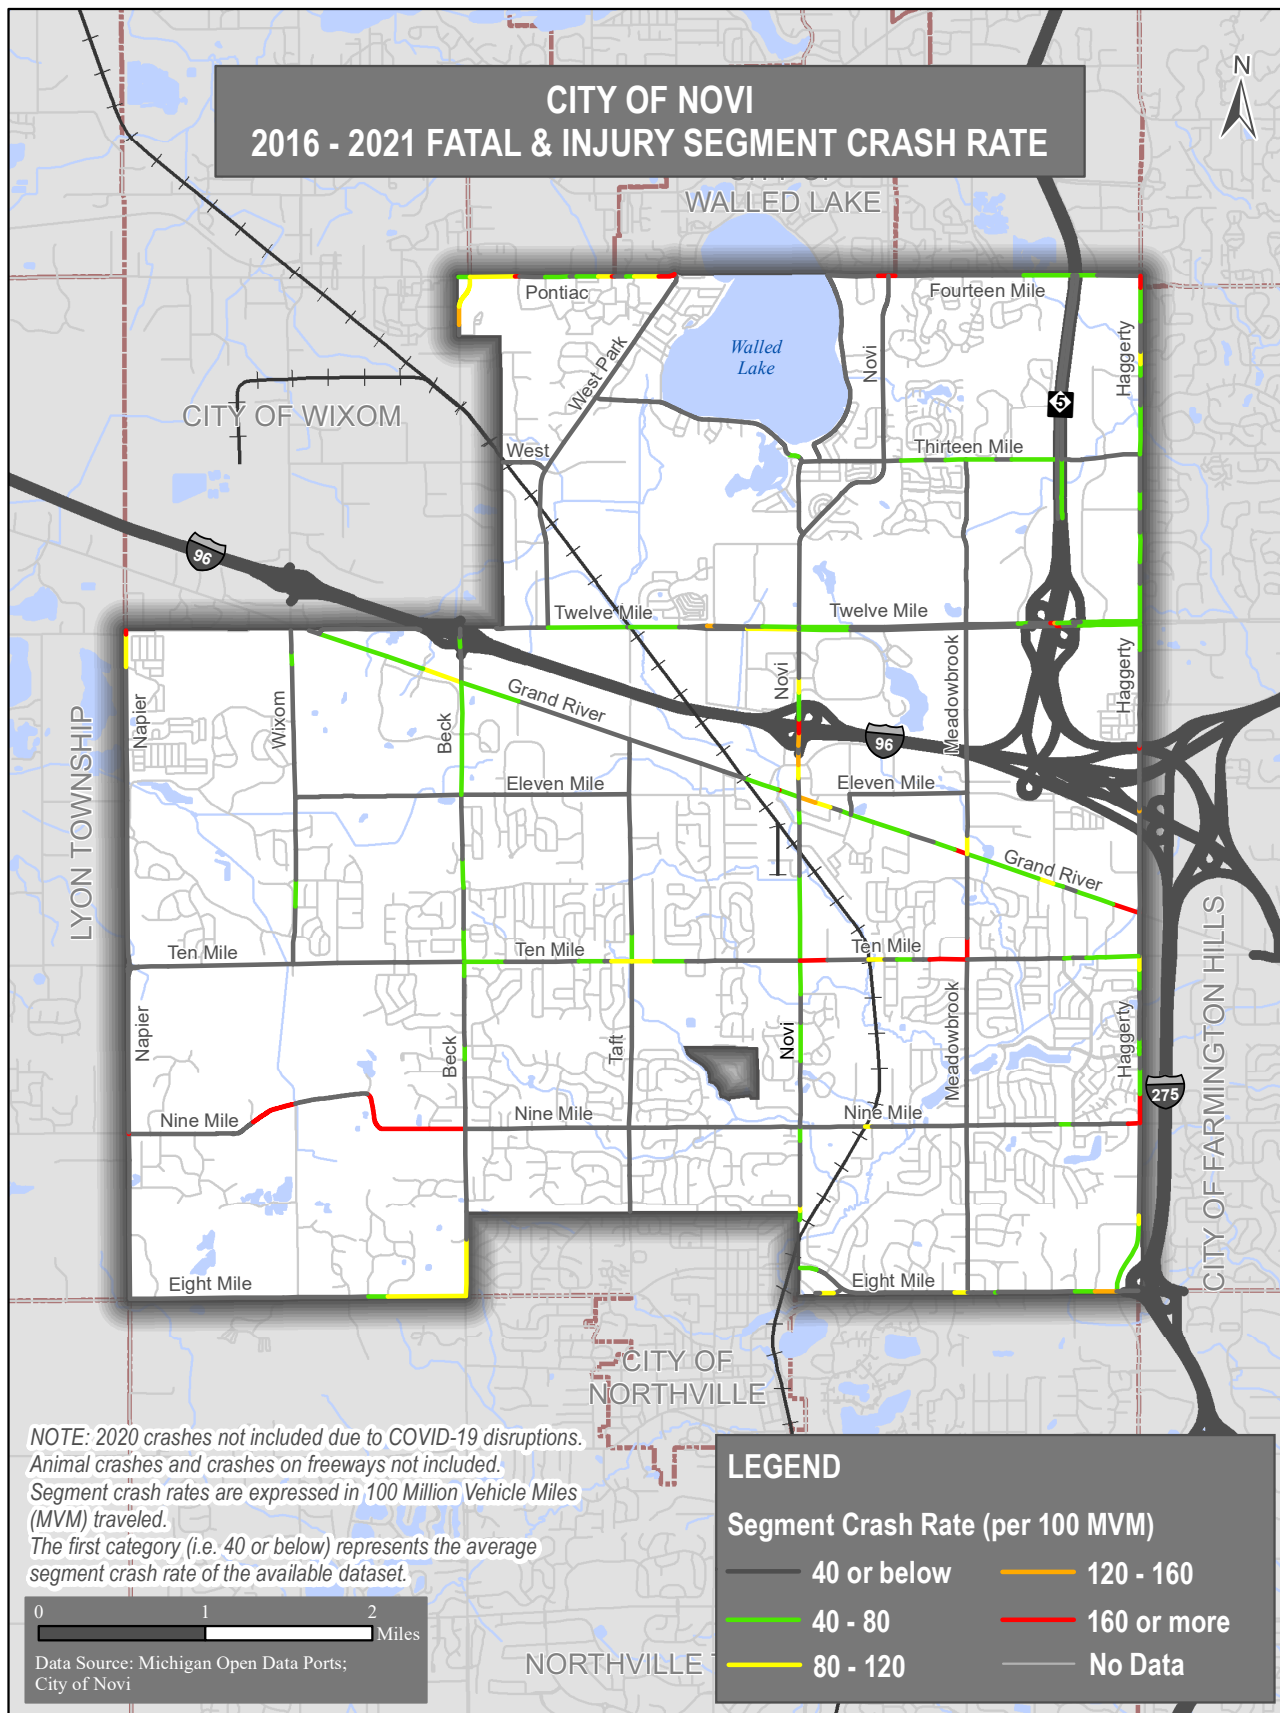 CITY OF NOVI
2016 - 2021 FATAL & INJURY SEGMENT CRASH RATE
N
WALLED LAKE
Pontiac
Fourteen Mile
Walled
Lake
West Park
Novi
Haggerty
5
CITY OF WIXOM
West
Thirteen Mile
96
Twelve Mile
Twelve Mile
Napier
Wixom
Beck
Grand River
Novi
Meadowbrook
Haggerty
LYON TOWNSHIP
96
Eleven Mile
Eleven Mile
Grand River
Ten Mile
Ten Mile
Ten Mile
CITY OF FARMINGTON HILLS
Napier
Beck
Taft
Novi
Meadowbrook
Haggerty
275
Nine Mile
Nine Mile
Nine Mile
Eight Mile
Eight Mile
CITY OF
NORTHVILLE
NOTE: 2020 crashes not included due to COVID-19 disruptions.
Animal crashes and crashes on freeways not included.
Segment crash rates are expressed in 100 Million Vehicle Miles
(MVM) traveled.
The first category (i.e. 40 or below) represents the average
segment crash rate of the available dataset.
0 1 2
Miles
Data Source: Michigan Open Data Ports;
City of Novi
NORTHVILLE
LEGEND
Segment Crash Rate (per 100 MVM)
40 or below
120 - 160
40 - 80
160 or more
80 - 120
No Data